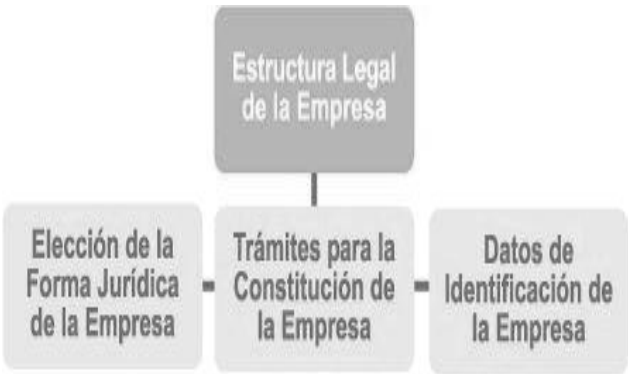 Estructura Legal
de la Empresa
Elección de la
Forma Jurídica
de la Empresa
Trámites para la
Constitución de
la Empresa
Datos de
Identificación de
la Empresa